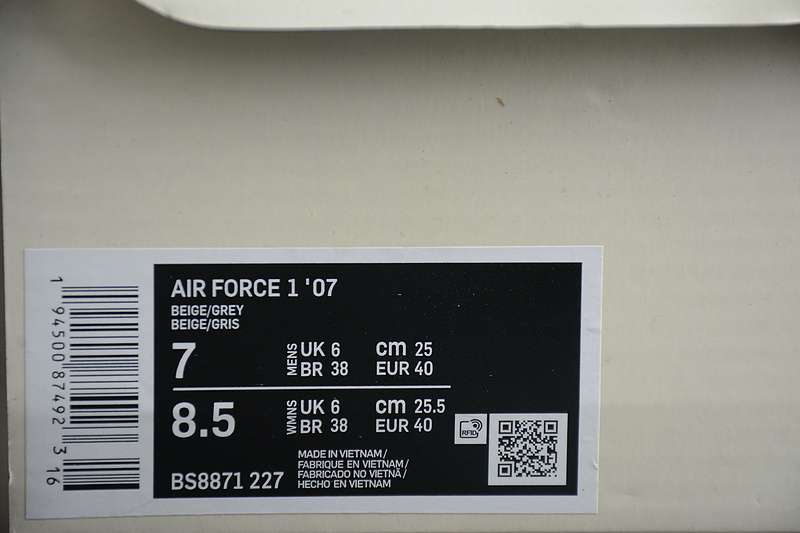 AIR FORCE 1 '07
BEIGE/GREY
BEIGE/GRIS
7 MENS UK 6 cm 25
BR 38 EUR 40
8.5 WMNS UK 6 cm 25.5
BR 38 EUR 40
RFID
MADE IN VIETNAM/
FABRIQUE EN VIETNAM/
FABRICADO NO VIETNÃ/
HECHO EN VIETNAM
BS8871 227
1 94500 87492 3 16